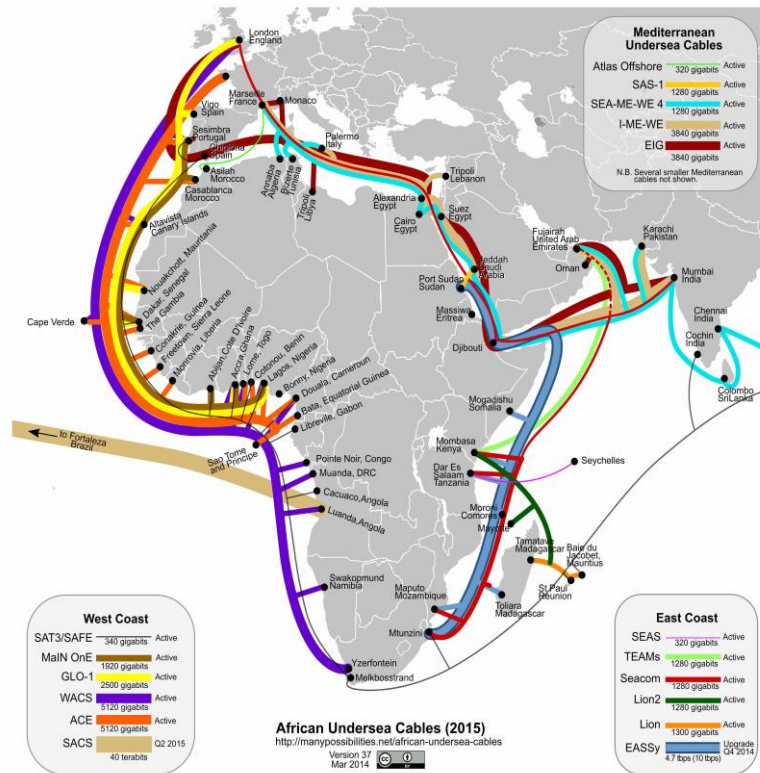 London
England
Mediterranean
Undersea Cables
Atlas Offshore
320 gigabits
Active
SAS-1
1280 gigabits
Active
SEA-ME-WE 4
1280 gigabits
Active
I-ME-WE
3840 gigabits
Active
EIG
3840 gigabits
Active
N.B. Several smaller Mediterranean
cables not shown.
Marseille
France
Monaco
Vigo
Spain
Sesimbra
Portugal
Spain
Asilah
Morocco
Casablanca
Morocco
Annaba
Algeria
Bizerte
Tunisia
Palermo
Italy
Tripoli
Libya
Tripoli
Lebanon
Alexandria
Egypt
Cairo
Egypt
Suez
Egypt
Fujairah
United Arab
Emirates
Oman
Karachi
Pakistan
Mumbai
India
Jeddah
Saudi
Arabia
Port Sudan
Sudan
Massiwa
Eritrea
Djibouti
Chennai
India
Cochin
India
Colombo
SriLanka
Altavista
Canary Islands
Nouakchott, Mauritania
Dakar, Senegal
The Gambia
Cape Verde
Conakrie, Guinea
Freetown, Sierra Leone
Monrovia, Liberia
Abijan, Cote D'Ivoire
Accra, Ghana
Lome, Togo
Cotonou, Benin
Lagos, Nigeria
Bonny, Nigeria
Douala, Cameroun
Bata, Equatorial Guinea
Libreville, Gabon
Sao Tome
and Principe
to Fortaleza
Brazil
Pointe Noir, Congo
Muanda, DRC
Cacuaco,Angola
Luanda,Angola
Swakopmund
Namibia
Yzerfontein
Melkbosstrand
Mogadishu
Somalia
Mombasa
Kenya
Dar Es
Salaam
Tanzania
Seychelles
Moroni
Comores
Mayotte
Tamatave
Madagascar
Baie du
Jacobet,
Mauritius
St Paul
Reunion
Toliara
Madagascar
Maputo
Mozambique
Mtunzini
West Coast
SAT3/SAFE
340 gigabits
Active
MaIN OnE
1920 gigabits
Active
GLO-1
2500 gigabits
Active
WACS
5120 gigabits
Active
ACE
5120 gigabits
Active
SACS
40 terabits
Q2 2015
East Coast
SEAS
320 gigabits
Active
TEAMs
1280 gigabits
Active
Seacom
1280 gigabits
Active
Lion2
1280 gigabits
Active
Lion
1300 gigabits
Active
EASSy
4.7 tbps (10 tbps)
Upgrade
Q4 2014
African Undersea Cables (2015)
http://manypossibilities.net/african-undersea-cables
Version 37
Mar 2014
cc
BY